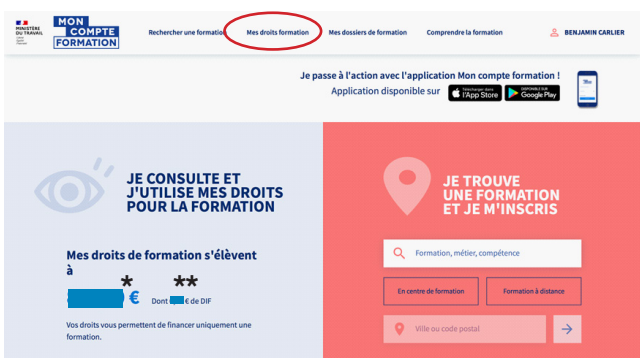 MINISTÈRE
DU TRAVAIL
MON
COMPTE
FORMATION
Rechercher une formation
Mes droits formation
Mes dossiers de formation
Comprendre la formation
BENJAMIN CARLIER
Je passe à l'action avec l'application Mon compte formation !
Application disponible sur
Télécharger dans
l'App Store
DISPONIBLE SUR
Google Play
JE CONSULTE ET
J'UTILISE MES DROITS
POUR LA FORMATION
Mes droits de formation s'élèvent
à
* **
€ Dont € de DIF
Vos droits vous permettent de financer uniquement une
formation.
JE TROUVE
UNE FORMATION
ET JE M'INSCRIS
Formation, métier, compétence
En centre de formation
Formation à distance
Ville ou code postal